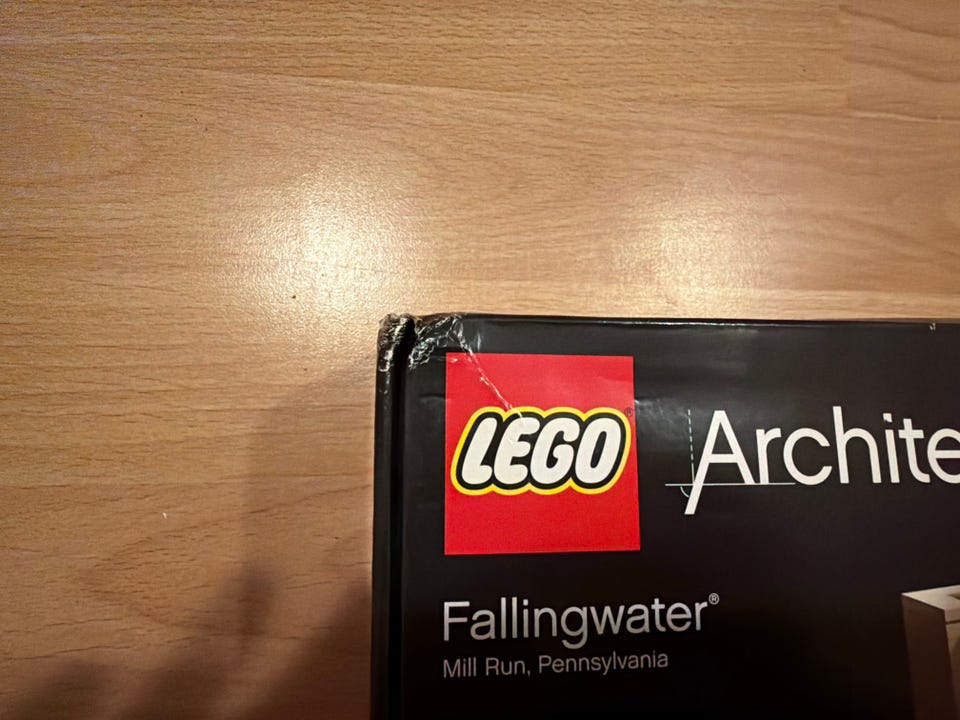 LEGO®
Archite
Fallingwater®
Mill Run, Pennsylvania